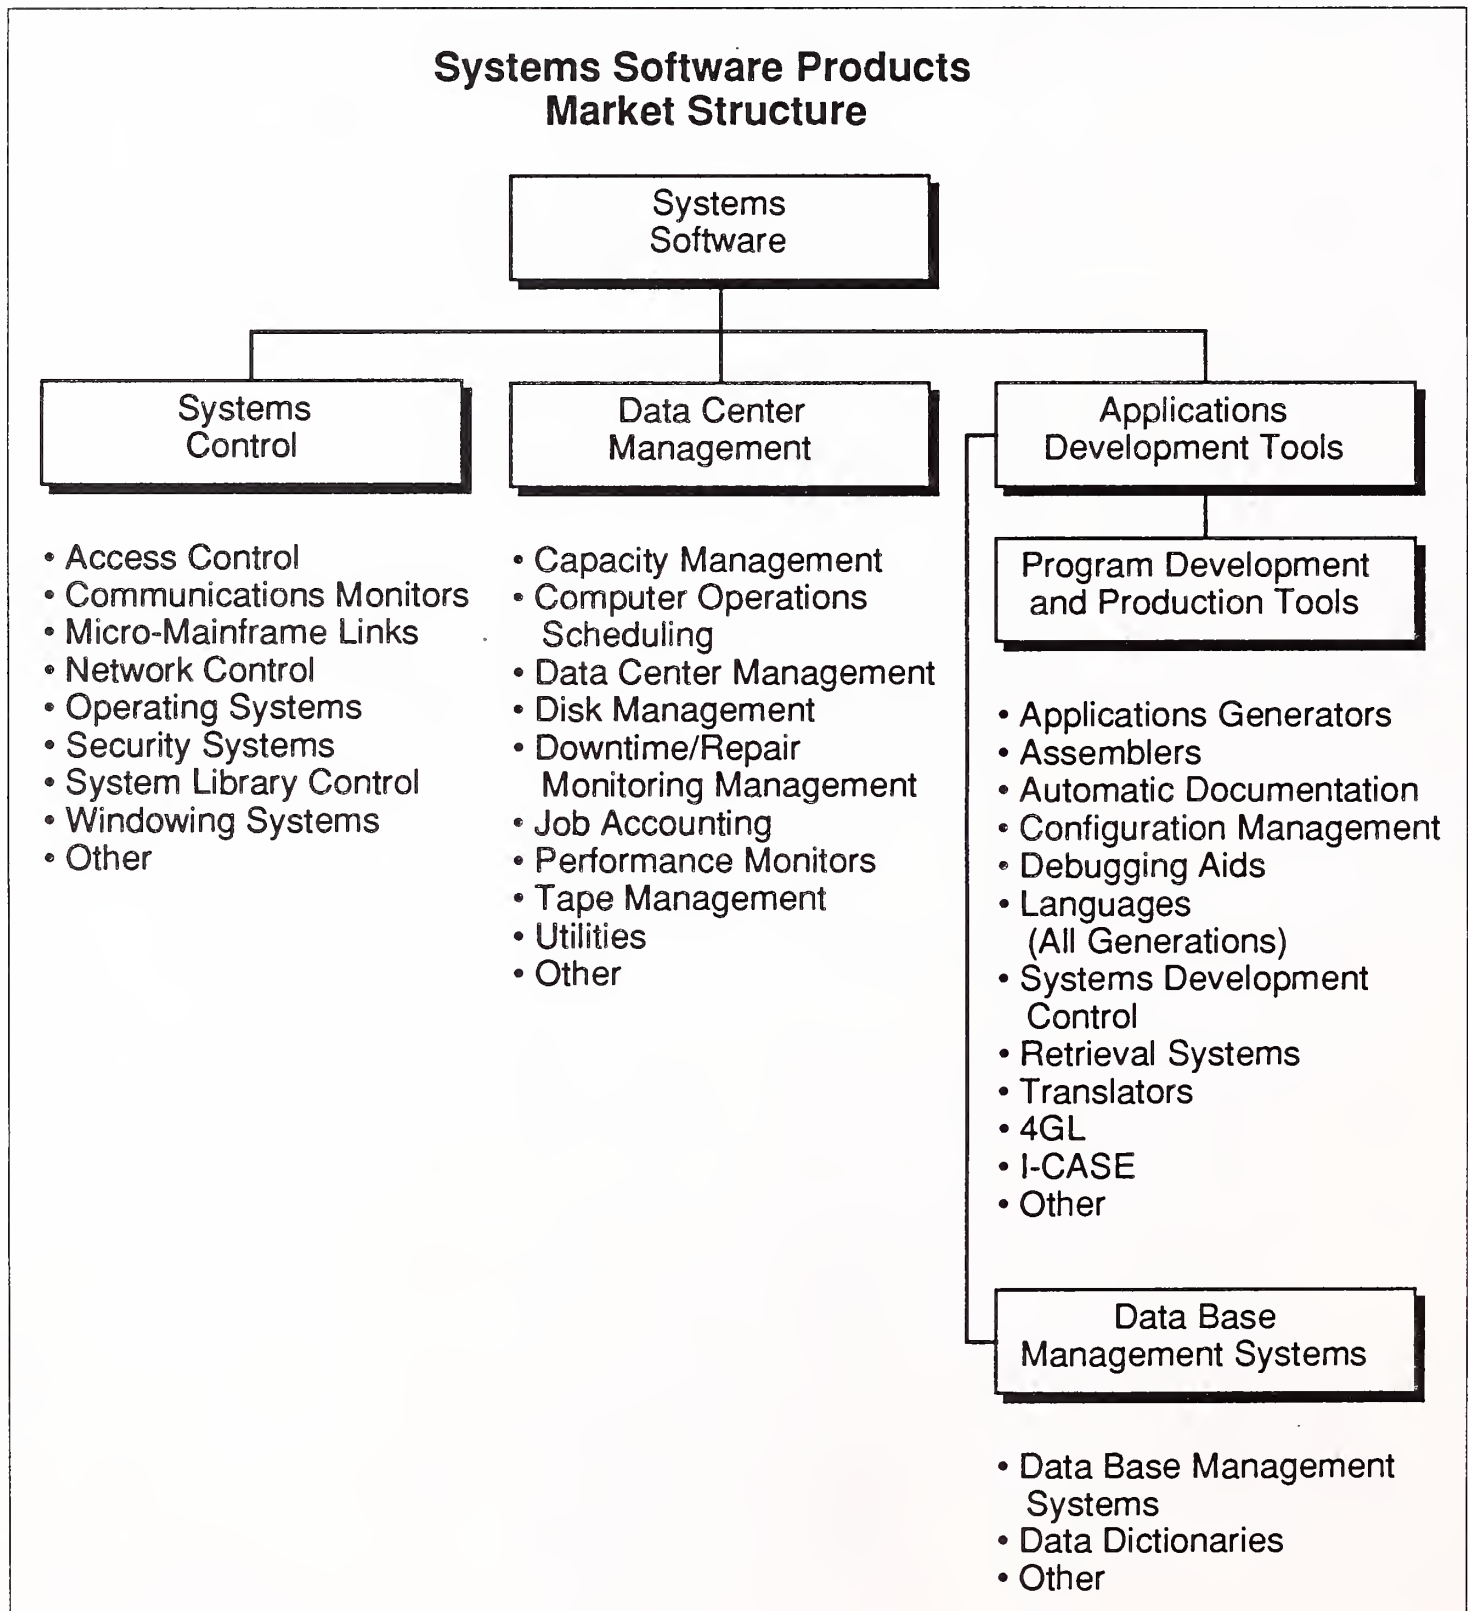 Systems Software Products
Market Structure
Systems
Software
Systems
Control
• Access Control
• Communications Monitors
• Micro-Mainframe Links
• Network Control
• Operating Systems
• Security Systems
• System Library Control
• Windowing Systems
• Other
Data Center
Management
• Capacity Management
• Computer Operations
Scheduling
• Data Center Management
• Disk Management
• Downtime/Repair
Monitoring Management
• Job Accounting
• Performance Monitors
• Tape Management
• Utilities
• Other
Applications
Development Tools
Program Development
and Production Tools
• Applications Generators
• Assemblers
• Automatic Documentation
• Configuration Management
• Debugging Aids
• Languages
(All Generations)
• Systems Development
Control
• Retrieval Systems
• Translators
• 4GL
• I-CASE
• Other
Data Base
Management Systems
• Data Base Management
Systems
• Data Dictionaries
• Other